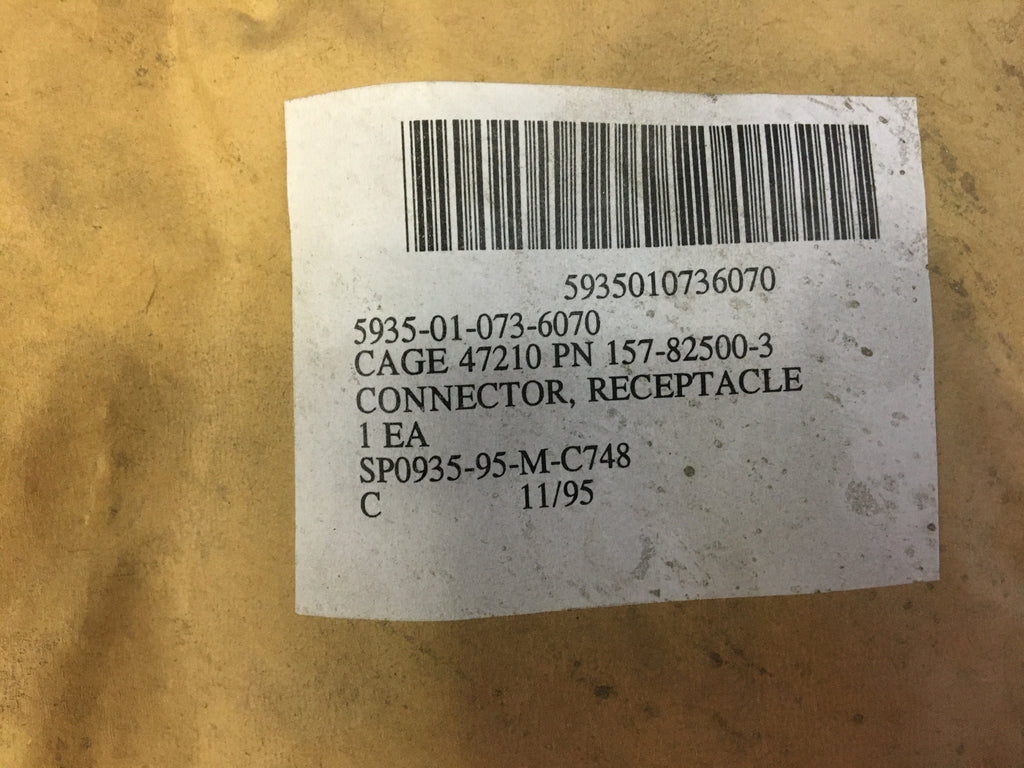 5935010736070
5935-01-073-6070
CAGE 47210 PN 157-82500-3
CONNECTOR, RECEPTACLE
1 EA
SP0935-95-M-C748
C 11/95